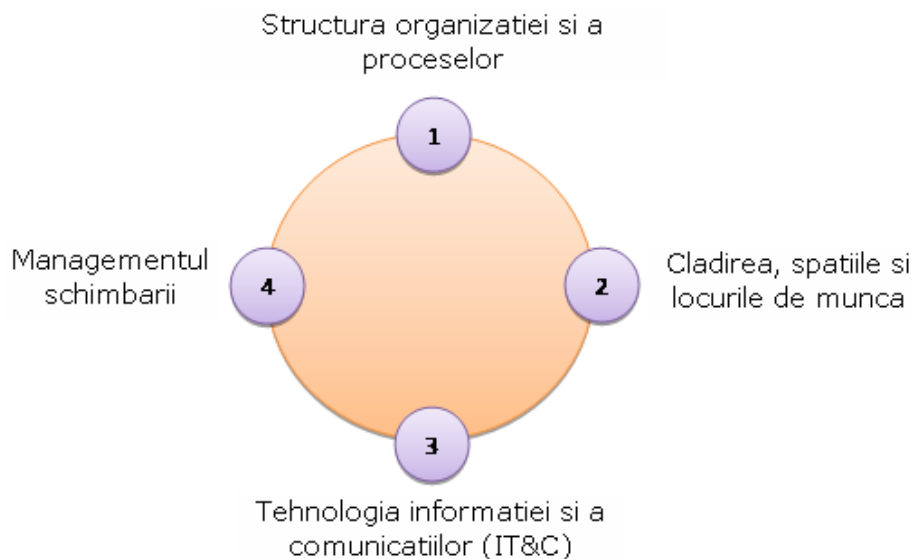 Structura organizatiei si a
proceselor
1
Cladirea, spatiile si
locurile de munca
2
Tehnologia informatiei si a
comunicatiilor (IT&C)
3
Managementul
schimbarii
4